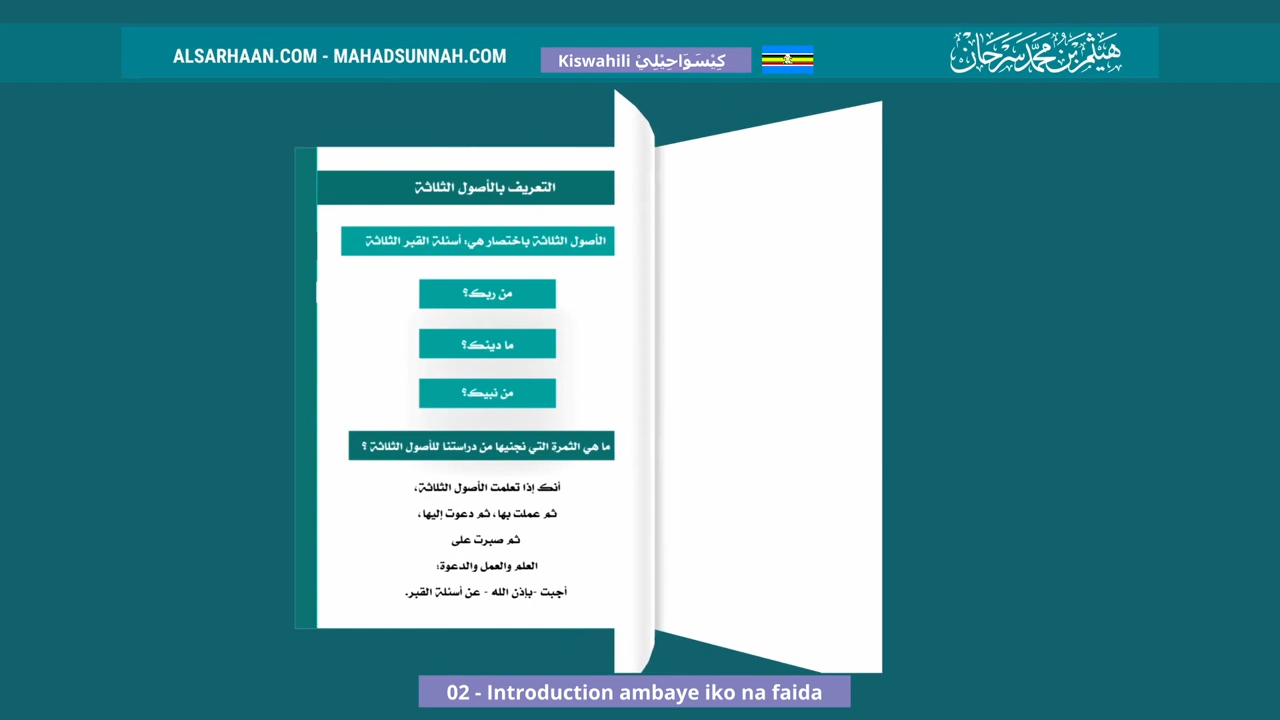 ALSARHAAN.COM - MAHADSUNNAH.COM
Kiswahili كِيْسَوَاحِيْلِيْ
هيثم بن محمد سرحان
التعريف بالأصول الثلاثة
الأصول الثلاثة باختصار هي: أسئلة القبر الثلاثة
من ربك؟
ما دينك؟
من نبيك؟
ما هي الثمرة التي نجنيها من دراستنا للأصول الثلاثة ؟
أنك إذا تعلمت الأصول الثلاثة،
ثم عملت بها، ثم دعوت إليها،
ثم صبرت على
العلم والعمل والدعوة؛
أجبت -بإذن الله - عن أسئلة القبر.
02 - Introduction ambaye iko na faida